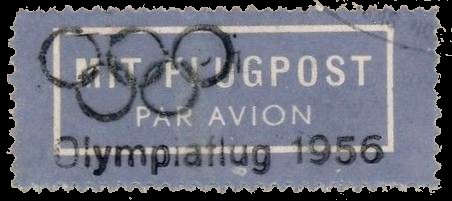 MIT FLUGPOST
PAR AVION
Olympiaflug 1956